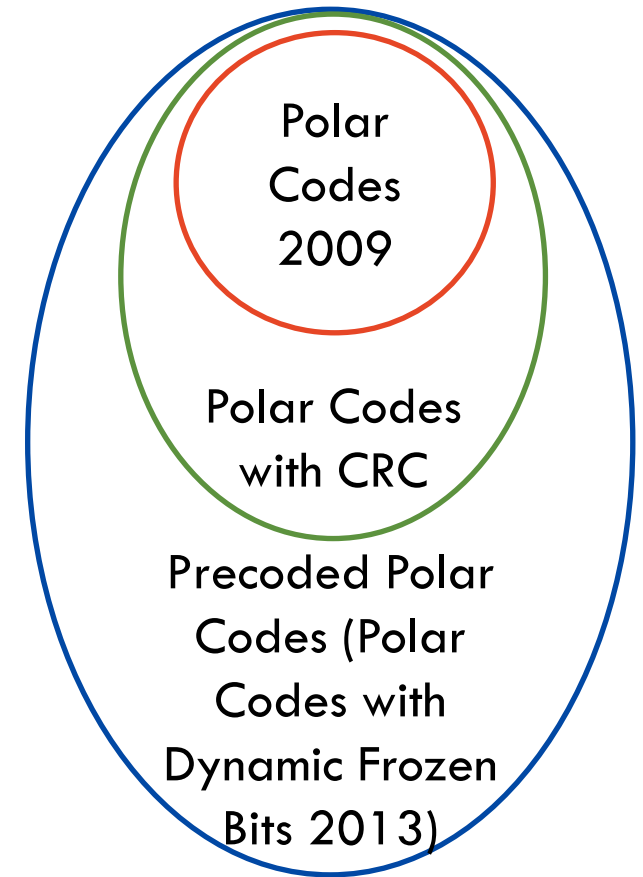 Polar
Codes
2009
Polar Codes
with CRC
Precoded Polar
Codes (Polar
Codes with
Dynamic Frozen
Bits 2013)